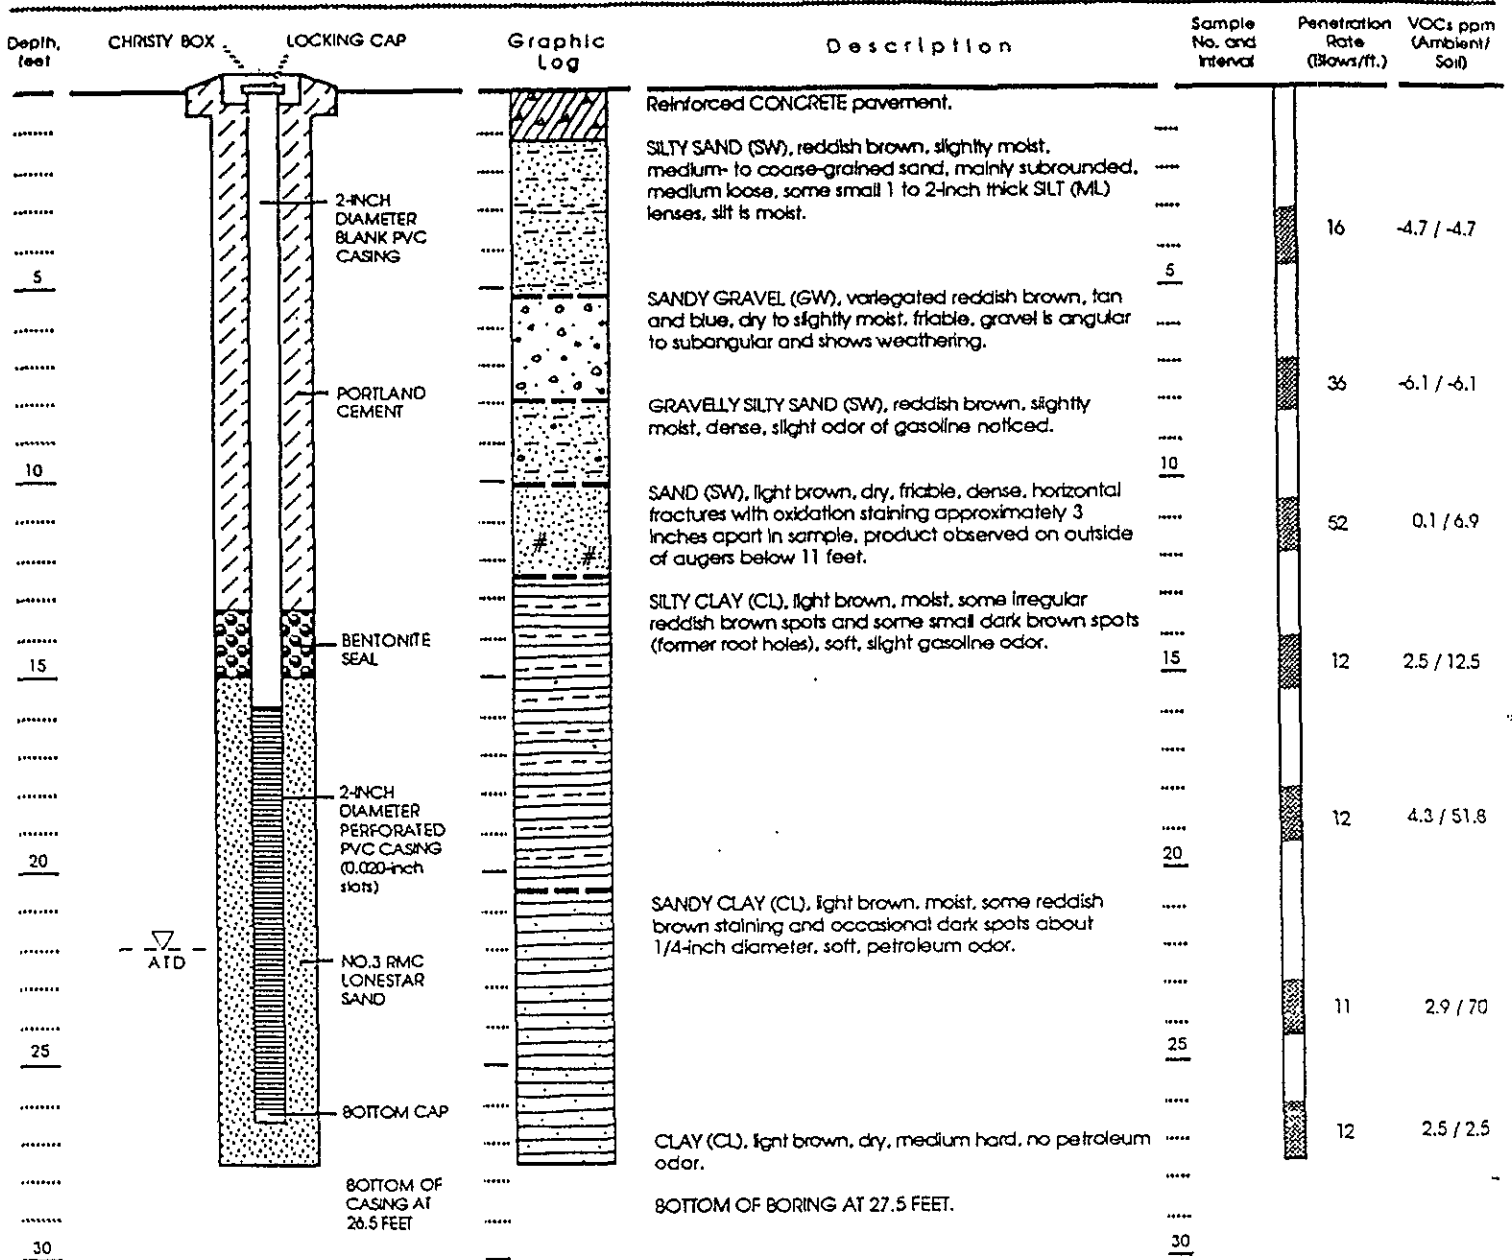 Depth, feet
CHRISTY BOX
LOCKING CAP
Graphic Log
Description
Sample No. and Interval
Penetration Rate (Blows/ft.)
VOCs ppm (Ambient/ Soil)
Reinforced CONCRETE pavement.
SILTY SAND (SW), reddish brown, slightly moist,
medium- to coarse-grained sand, mainly subrounded,
medium loose, some small 1 to 2-inch thick SILT (ML)
lenses, silt is moist.
2-INCH
DIAMETER
BLANK PVC
CASING
16
-4.7 / -4.7
5
5
SANDY GRAVEL (GW), variegated reddish brown, tan
and blue, dry to slightly moist, friable, gravel is angular
to subangular and shows weathering.
36
-6.1 / -6.1
PORTLAND
CEMENT
GRAVELLY SILTY SAND (SW), reddish brown, slightly
moist, dense, slight odor of gasoline noticed.
10
10
SAND (SW), light brown, dry, friable, dense, horizontal
fractures with oxidation staining approximately 3
inches apart in sample, product observed on outside
of augers below 11 feet.
# #
52
0.1 / 6.9
SILTY CLAY (CL), light brown, moist, some irregular
reddish brown spots and some small dark brown spots
(former root holes), soft, slight gasoline odor.
BENTONITE
SEAL
15
15
12
2.5 / 12.5
2-INCH
DIAMETER
PERFORATED
PVC CASING
(0.020-inch
slots)
12
4.3 / 51.8
20
20
SANDY CLAY (CL), light brown, moist, some reddish
brown staining and occasional dark spots about
1/4-inch diameter, soft, petroleum odor.
ATD
NO.3 RMC
LONESTAR
SAND
11
2.9 / 70
25
25
BOTTOM CAP
CLAY (CL), light brown, dry, medium hard, no petroleum
odor.
12
2.5 / 2.5
BOTTOM OF
CASING AT
26.5 FEET
BOTTOM OF BORING AT 27.5 FEET.
30
30